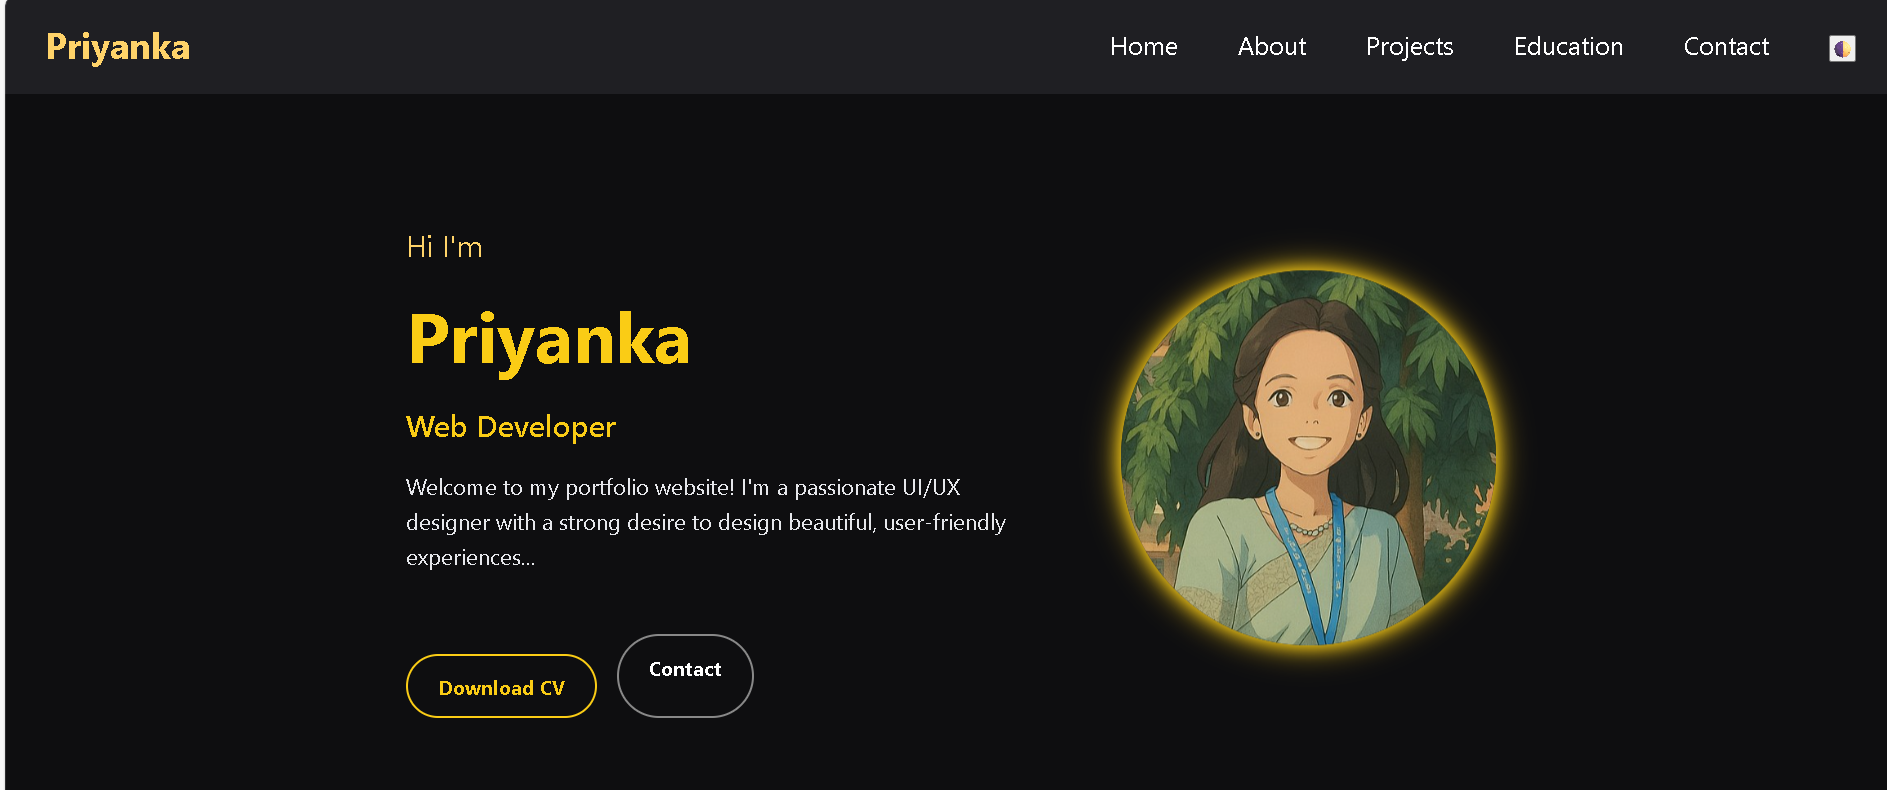 Priyanka
Home About Projects Education Contact
Hi I'm
Priyanka
Web Developer
Welcome to my portfolio website! I'm a passionate UI/UX
designer with a strong desire to design beautiful, user-friendly
experiences...
Download CV
Contact